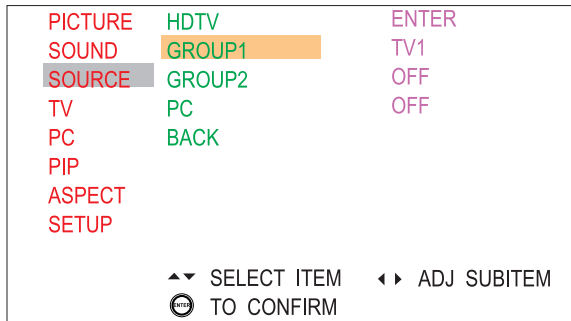 PICTURE HDTV ENTER
SOUND GROUP1 TV1
SOURCE GROUP2 OFF
TV PC OFF
PC BACK
PIP
ASPECT
SETUP
SELECT ITEM ADJ SUBITEM
ENTER TO CONFIRM